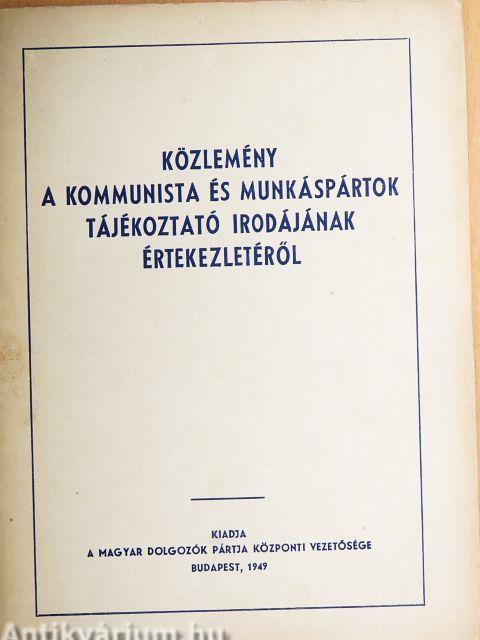 KÖZLEMÉNY
A KOMMUNISTA ÉS MUNKÁSPÁRTOK
TÁJÉKOZTATÓ IRODÁJÁNAK
ÉRTEKEZLETÉRŐL
KIADJA
A MAGYAR DOLGOZÓK PÁRTJA KÖZPONTI VEZETŐSÉGE
BUDAPEST, 1949
Antikvárium.hu